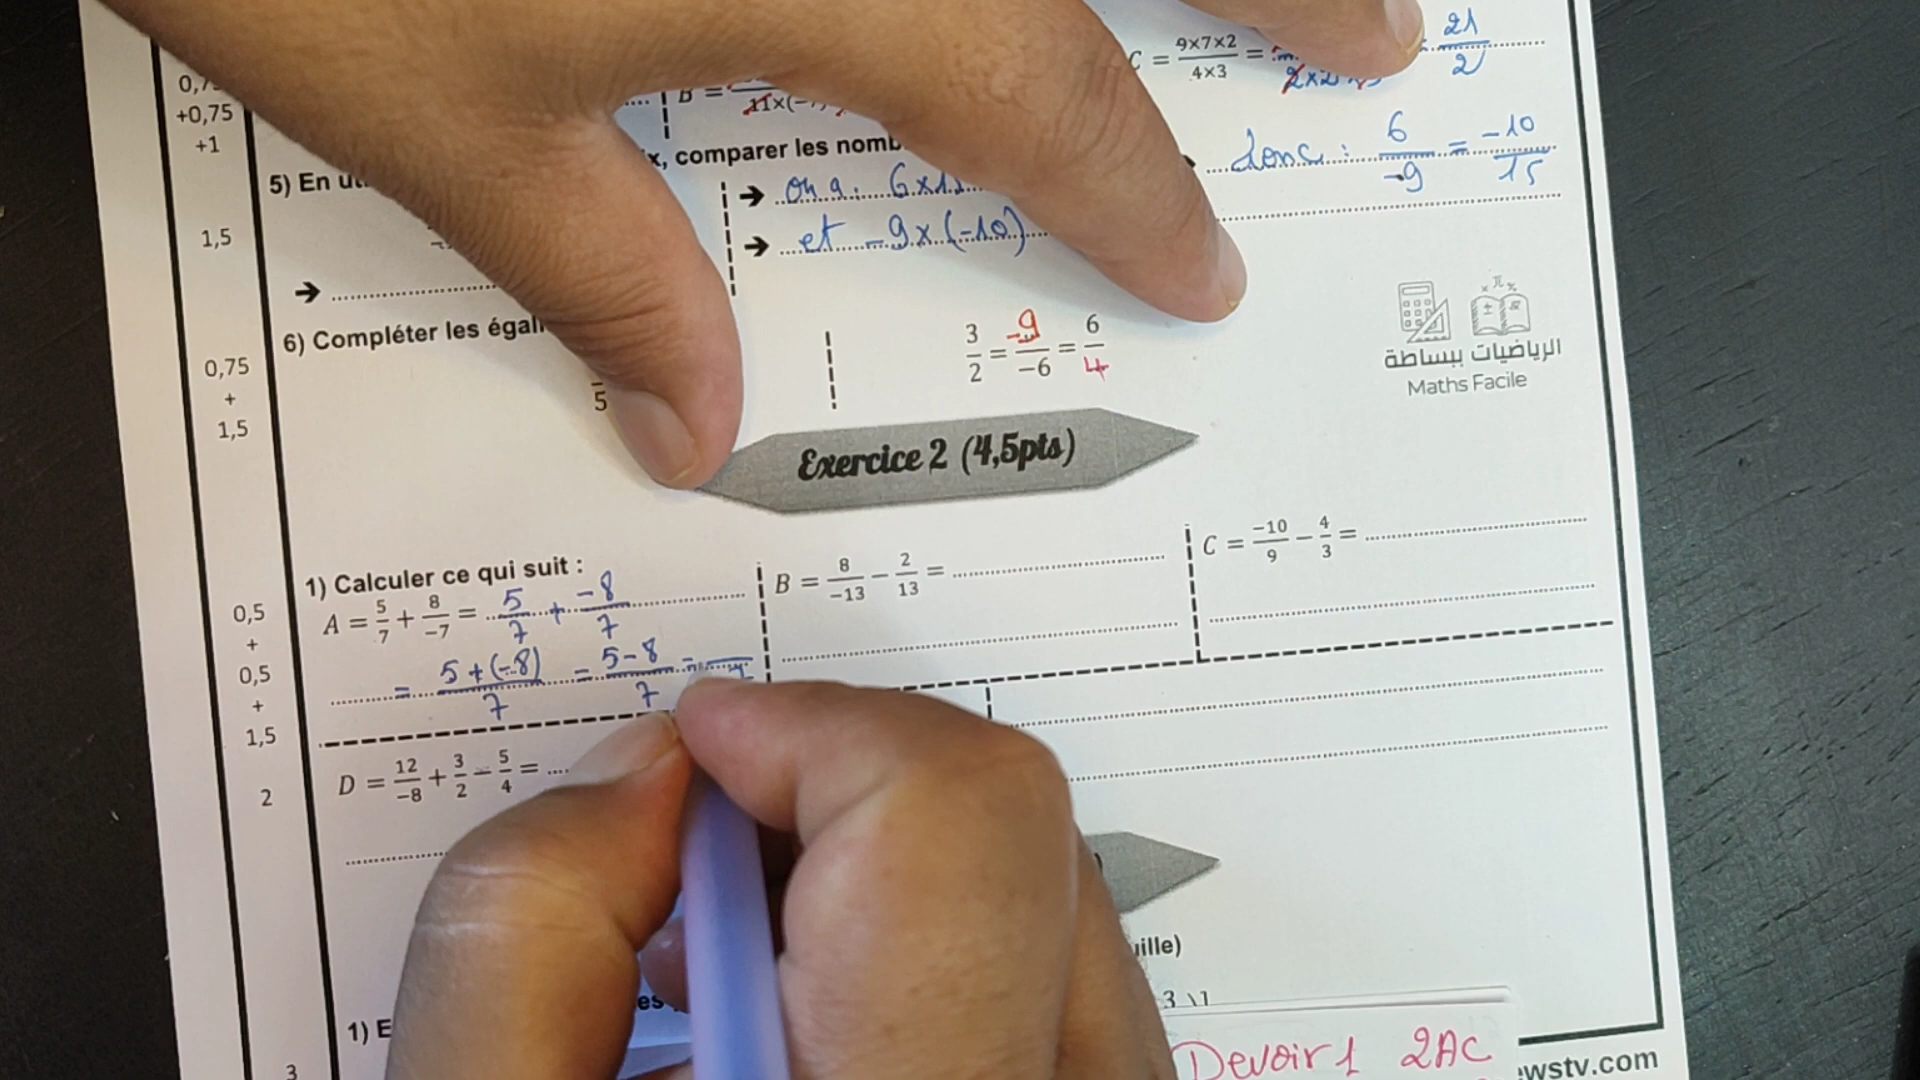 +0,75
+1
C = 9×7×2 / 4×3 =
= 21 / 2
B =
11×(-
5) En
, comparer les nomb
on a : 6×1
donc : 6/-9 = -10/15
1,5
et -9×(-10)
6) Compléter les égal
0,75
+
1,5
5
3/2 = -9/-6 = 6/4
الرياضيات ببساطة
Maths Facile
Exercice 2 (4,5pts)
1) Calculer ce qui suit :
0,5
+
0,5
+
1,5
A = 5/7 + 8/-7 = 5/7 + -8/7
= 5+(-8) / 7 = 5-8 / 7 =
B = 8/-13 - 2/13 =
C = -10/9 - 4/3 =
2
D = 12/-8 + 3/2 - 5/4 =
uille)
1) E
es
3
Devoir 1 2AC
wstv.com